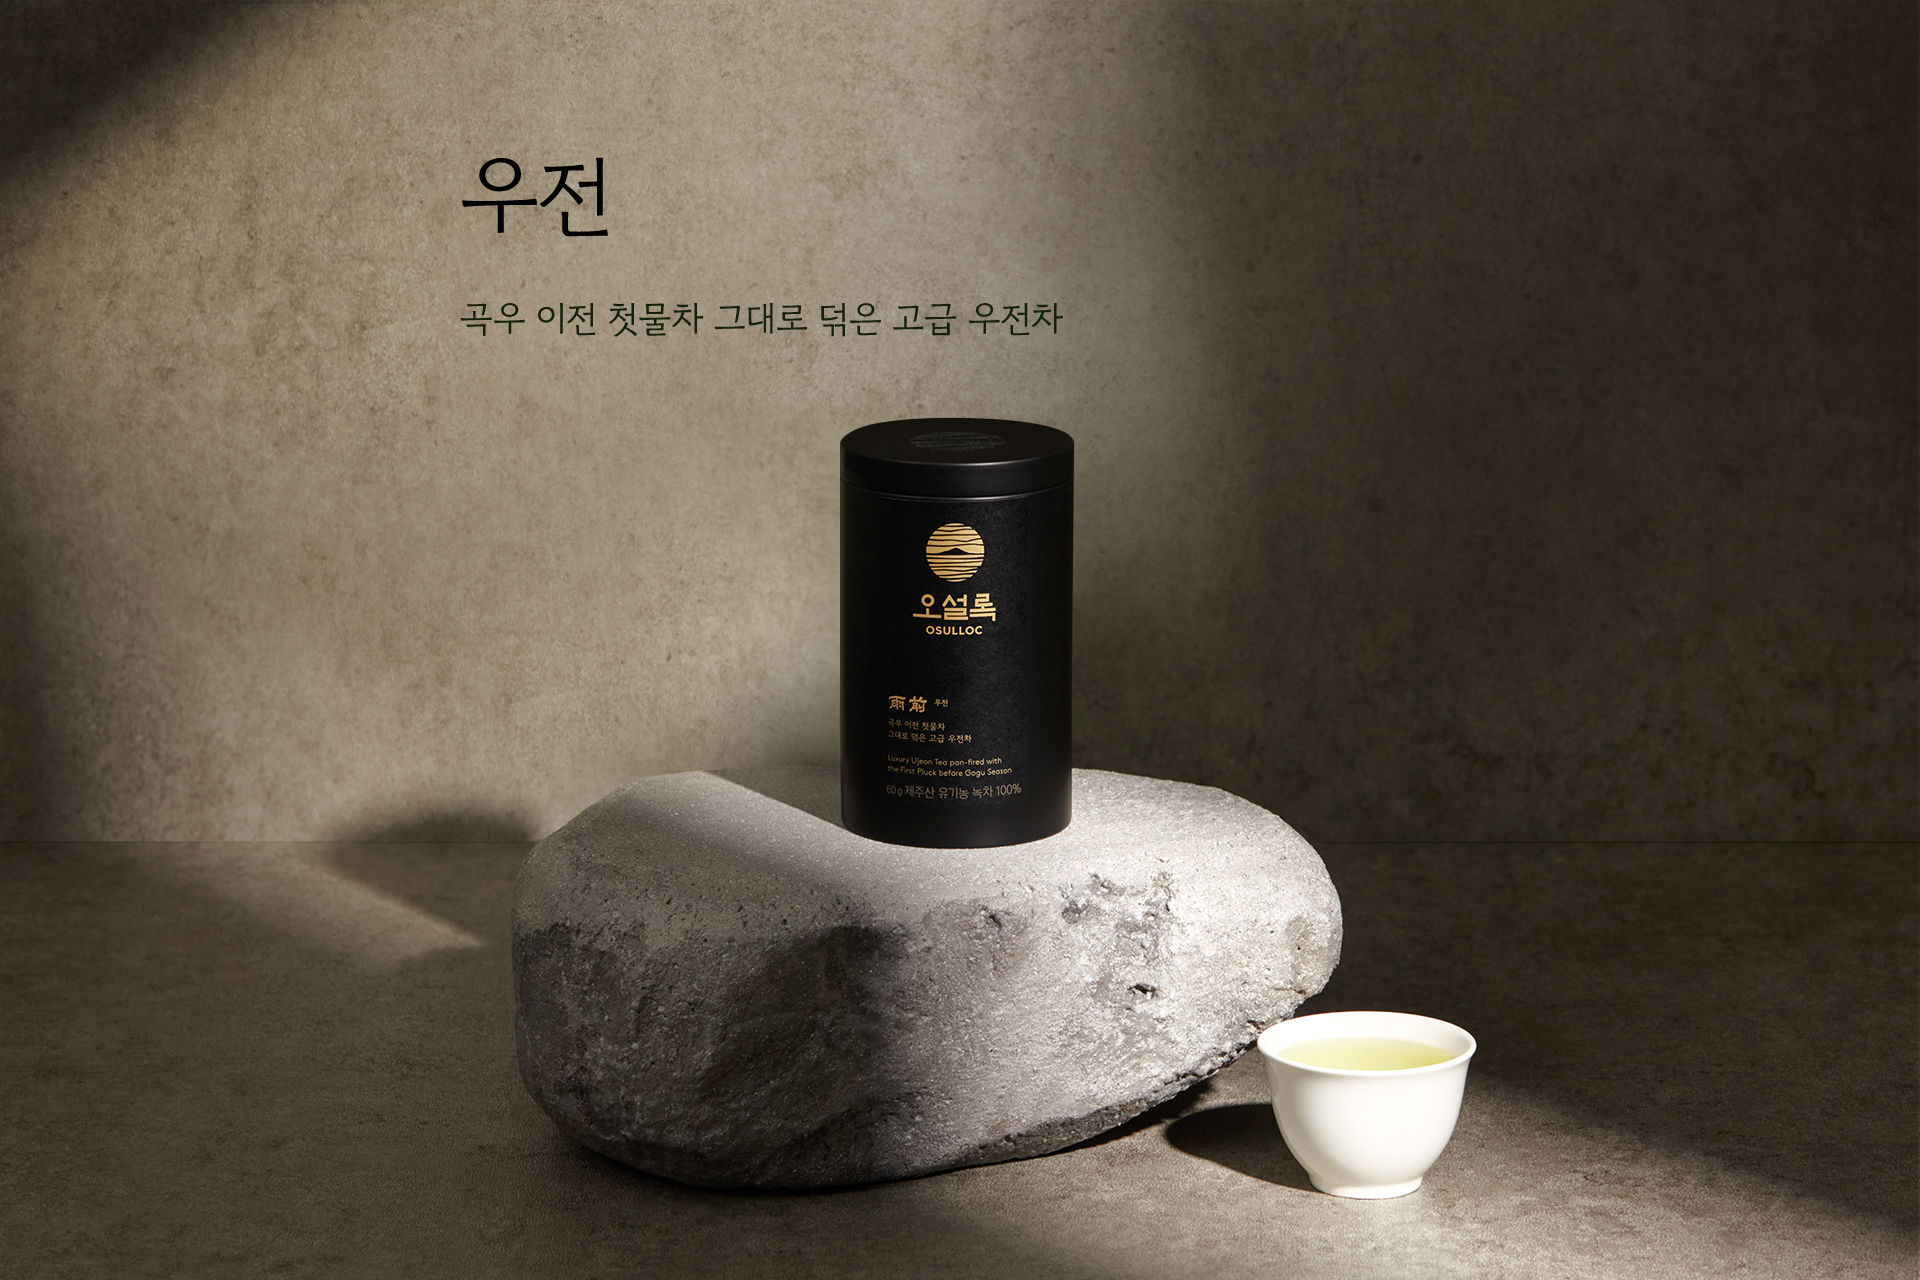 우전
곡우 이전 첫물차 그대로 덖은 고급 우전차
오설록
OSULLOC
雨前 우전
곡우 이전 첫물차
그대로 덖은 고급 우전차
Luxury Ujeon Tea pan-fired with
the First Pluck before Gogu Season
60g 제주산 유기농 녹차 100%